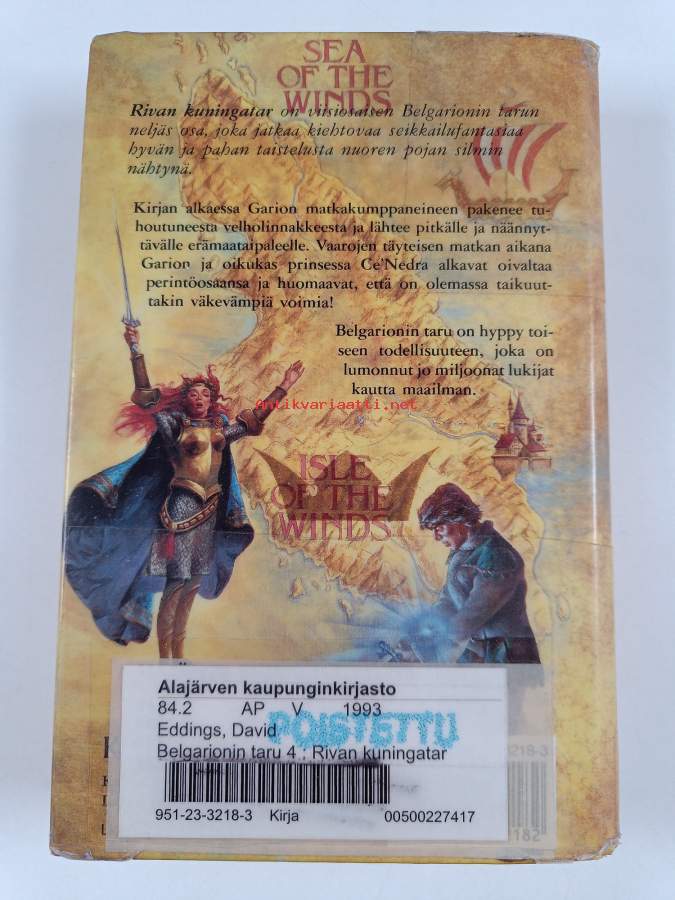 SEA
OF THE
WINDS
Rivan kuningatar on viisiosaisen Belgarionin tarun
neljäs osa, joka jatkaa kiehtovaa seikkailufantasiaa
hyvän ja pahan taistelusta nuoren pojan silmin
nähtynä.
Kirjan alkaessa Garion matkakumppaneineen pakenee tu-
houtuneesta velholinnakkeesta ja lähtee pitkälle ja näännyt-
tävälle erämaataipaleelle. Vaarojen täyteisen matkan aikana
Garion ja oikukas prinsessa Ce'Nedra alkavat oivaltaa
perintöosaansa ja huomaavat, että on olemassa taikuut-
takin väkevämpiä voimia!
Belgarionin taru on hyppy toi-
seen todellisuuteen, joka on
lumonnut jo miljoonat lukijat
kautta maailman.
Antikvariaatti.net
ISLE
OF THE
WINDS
Alajärven kaupunginkirjasto
84.2 AP V 1993
POISTETTU
Eddings, David
Belgarionin taru 4 : Rivan kuningatar
951-23-3218-3 Kirja 00500227417
218-3
182